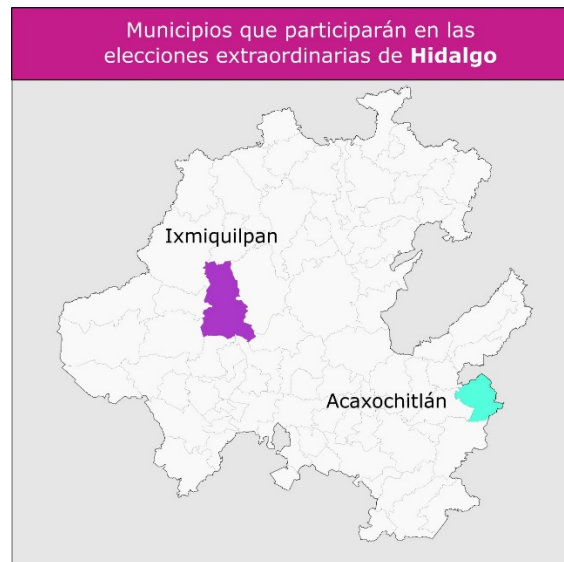 Municipios que participarán en las
elecciones extraordinarias de Hidalgo
Ixmiquilpan
Acaxochitlán